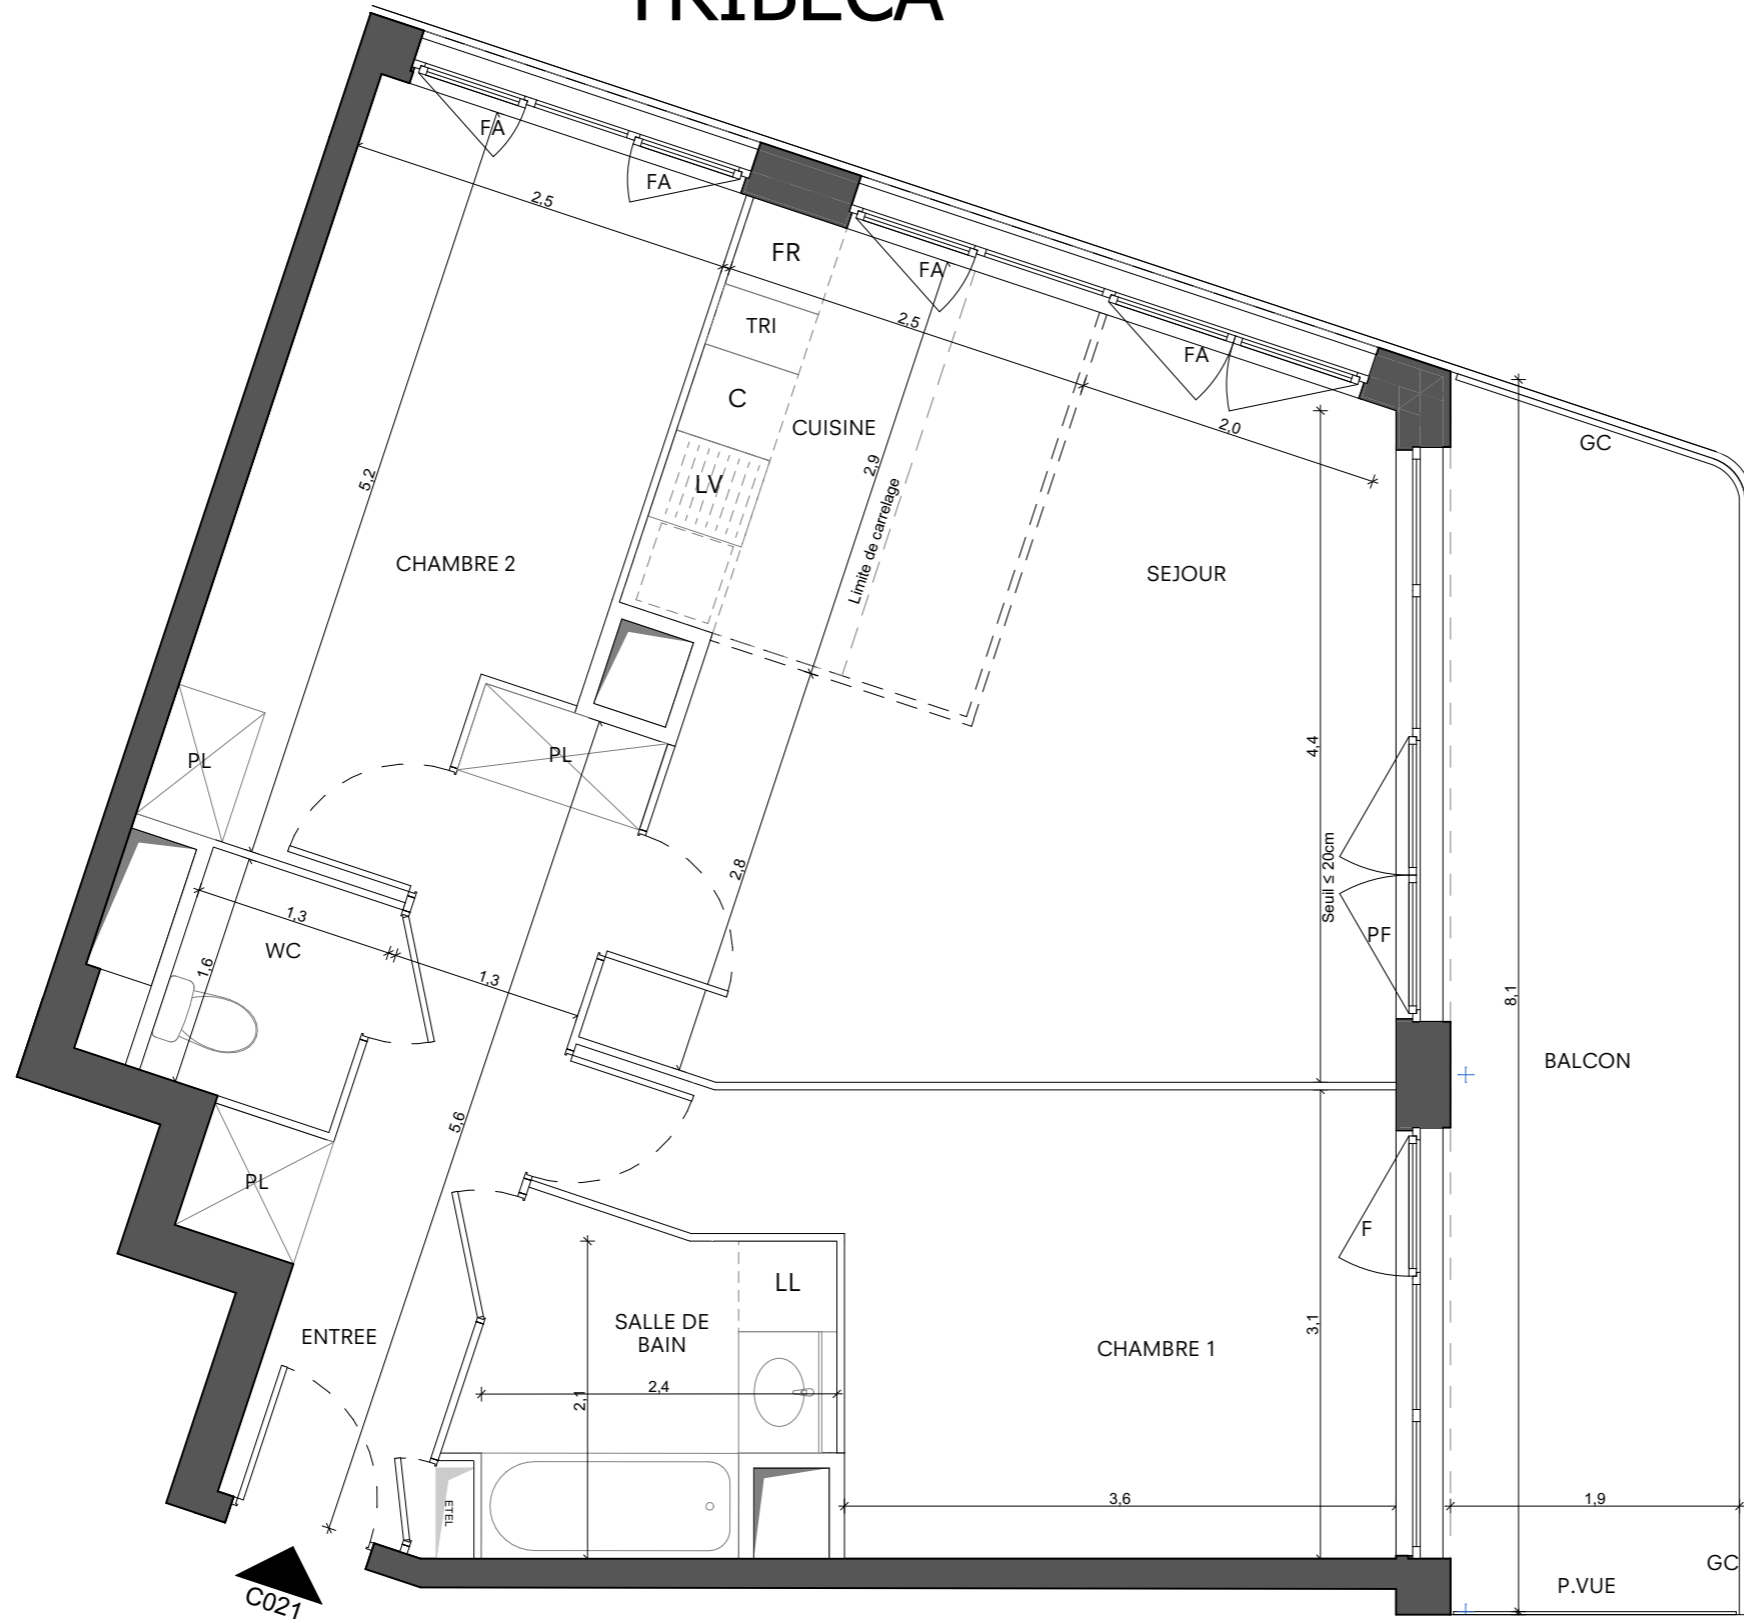 TRIBECA
FA
FA
2,5
FR
FA
TRI
2,5
FA
C
CUISINE
2,0
GC
5,2
2,9
LV
Limite de carrelage
CHAMBRE 2
SEJOUR
PL
PL
4,4
2,8
Seuil ≤ 20cm
1,3
WC
PF
1,6
1,3
8,1
BALCON
5,6
PL
F
LL
ENTREE
SALLE DE
BAIN
3,1
CHAMBRE 1
2,4
2,1
ETEL
3,6
1,9
GC
P.VUE
C021